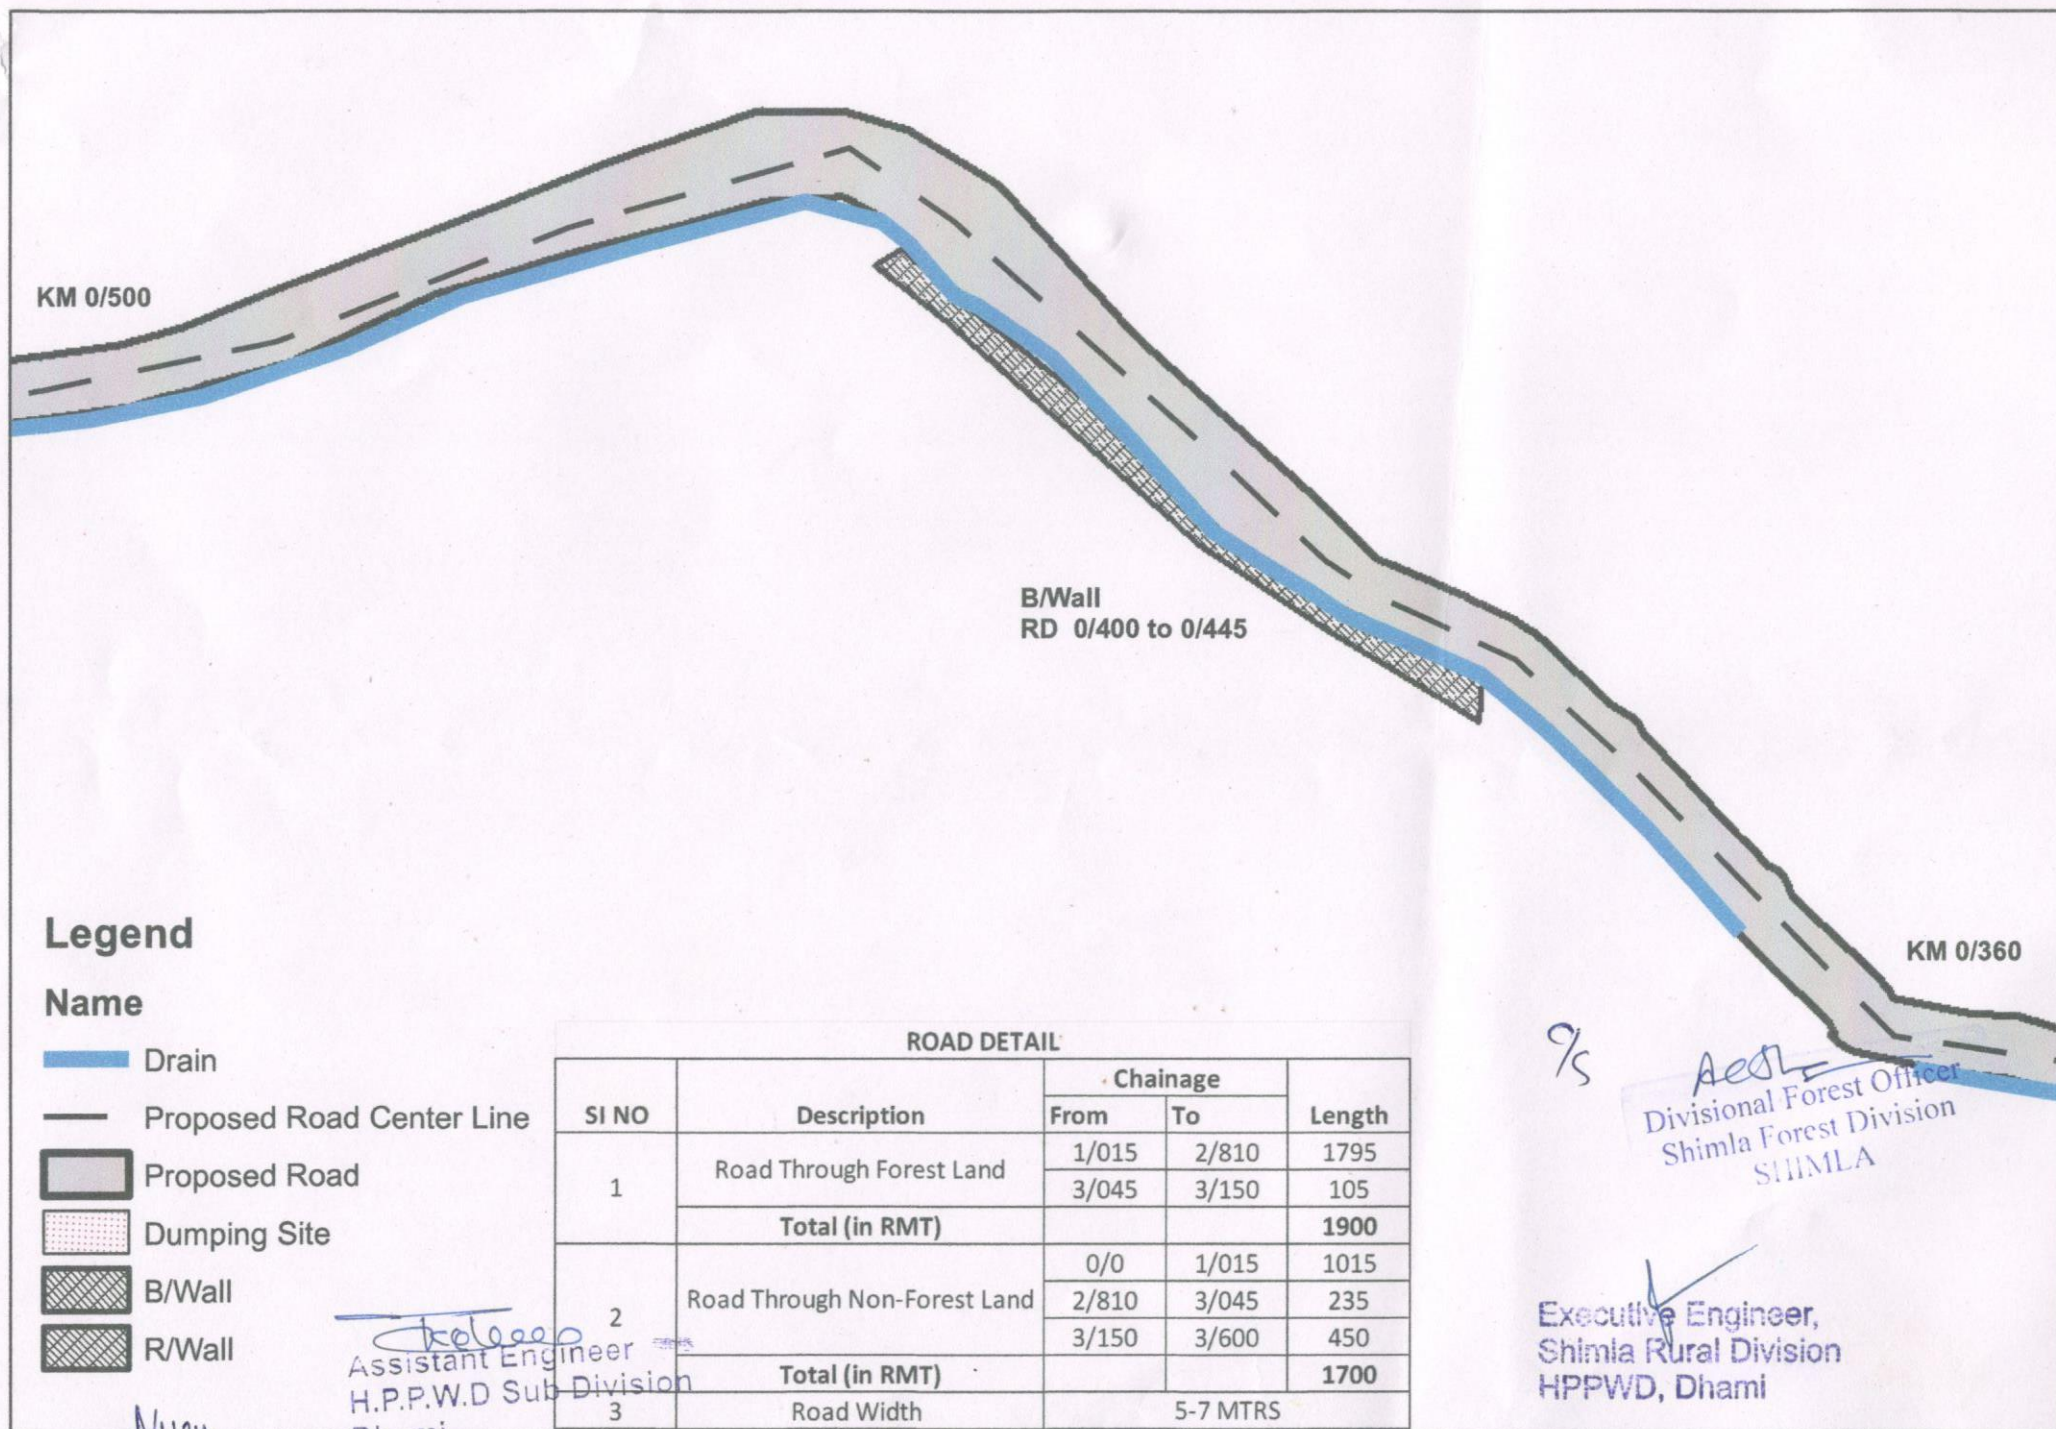 KM 0/500
B/Wall
RD 0/400 to 0/445
KM 0/360
Legend
Name
Drain
Proposed Road Center Line
Proposed Road
Dumping Site
B/Wall
R/Wall
ROAD DETAIL
SI NO Description Chainage Length
From To
1 Road Through Forest Land 1/015 2/810 1795
3/045 3/150 105
Total (in RMT) 1900
2 Road Through Non-Forest Land 0/0 1/015 1015
2/810 3/045 235
3/150 3/600 450
Total (in RMT) 1700
3 Road Width 5-7 MTRS
Assistant Engineer
H.P.P.W.D Sub Division
C/S
Divisional Forest Officer
Shimla Forest Division
SHIMLA
Executive Engineer,
Shimla Rural Division
HPPWD, Dhami